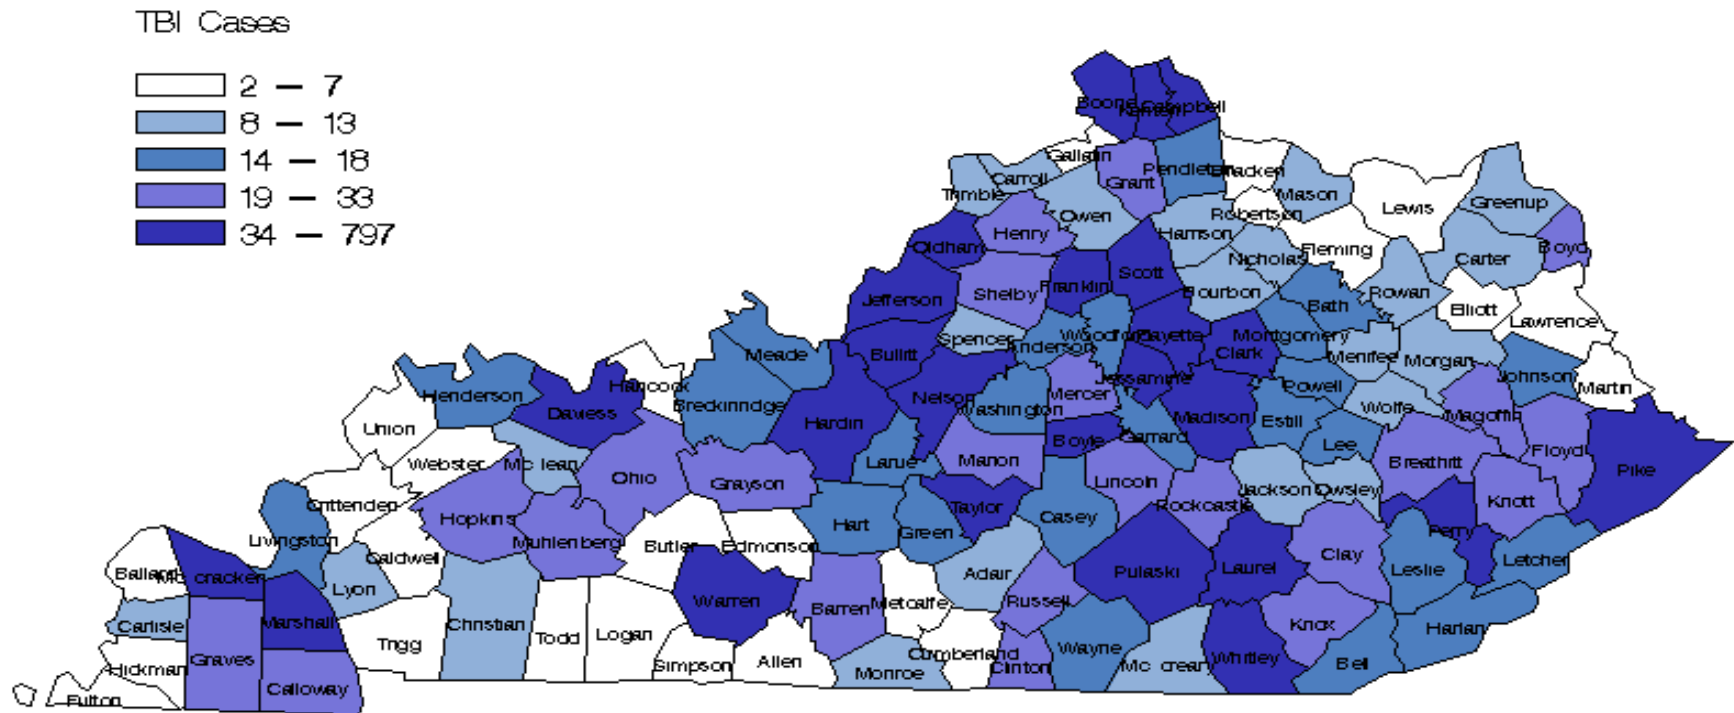 TBI Cases
2 – 7
8 – 13
14 – 18
19 – 33
34 – 797
Boone
Kenton
Campbell
Gallatin
Carroll
Trimble
Grant
Pendleton
Bracken
Mason
Lewis
Greenup
Owen
Robertson
Henry
Harrison
Fleming
Oldham
Nicholas
Carter
Boyd
Scott
Franklin
Shelby
Jefferson
Bourbon
Rowan
Bath
Elliott
Lawrence
Spencer
Anderson
Woodford
Fayette
Clark
Montgomery
Menifee
Morgan
Meade
Bullitt
Johnson
Martin
Hancock
Henderson
Daviess
Breckinridge
Nelson
Washington
Mercer
Jessamine
Madison
Powell
Estill
Wolfe
Magoffin
Union
Hardin
Boyle
Garrard
Lee
Floyd
Webster
Mc lean
Larue
Marion
Breathitt
Pike
Ohio
Grayson
Lincoln
Rockcastle
Jackson
Owsley
Knott
Crittenden
Hopkins
Taylor
Casey
Hart
Green
Perry
Livingston
Muhlenberg
Butler
Edmonson
Caldwell
Clay
Letcher
Ballard
Mc cracken
Lyon
Adair
Pulaski
Laurel
Leslie
Warren
Barren
Metcalfe
Russell
Carlisle
Marshall
Christian
Todd
Logan
Knox
Harlan
Trigg
Hickman
Graves
Simpson
Allen
Monroe
Cumberland
Clinton
Wayne
Mc crean
Whitley
Bell
Calloway
Fulton